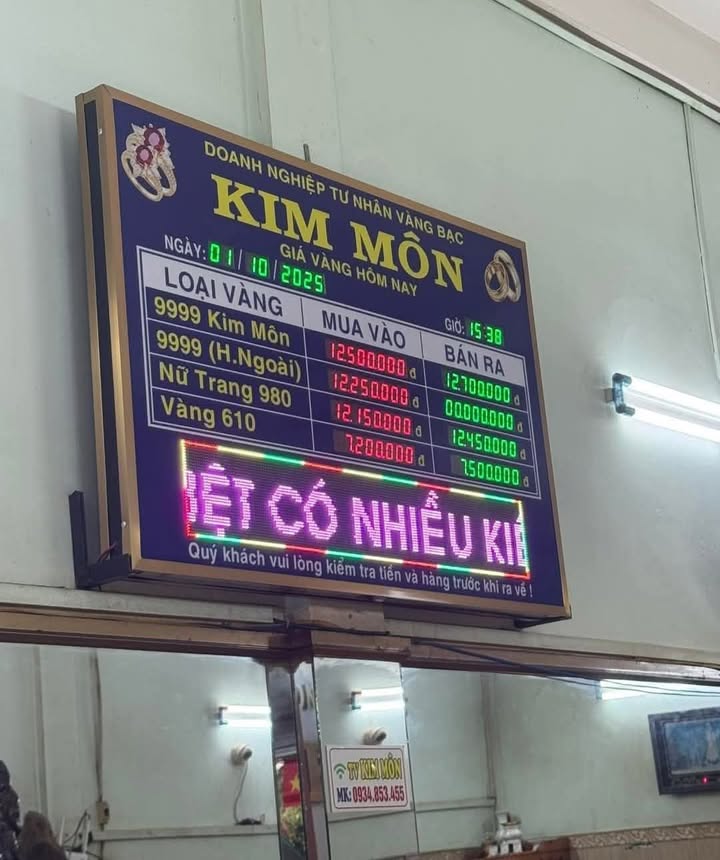 DOANH NGHIỆP TƯ NHÂN VÀNG BẠC
KIM MÔN
GIÁ VÀNG HÔM NAY
NGÀY: 01/10/2025
GIỜ: 15:38
LOẠI VÀNG MUA VÀO BÁN RA
9999 Kim Môn 12.500.000 đ 12.700.000 đ
9999 (H.Ngoài) 12.250.000 đ 00.000.000 đ
Nữ Trang 980 12.150.000 đ 12.450.000 đ
Vàng 610 7.200.000 đ 7.500.000 đ
BỆT CÓ NHIỀU KIỂ
Quý khách vui lòng kiểm tra tiền và hàng trước khi ra về !
TV KIM MÔN
MK: 0934.853.455